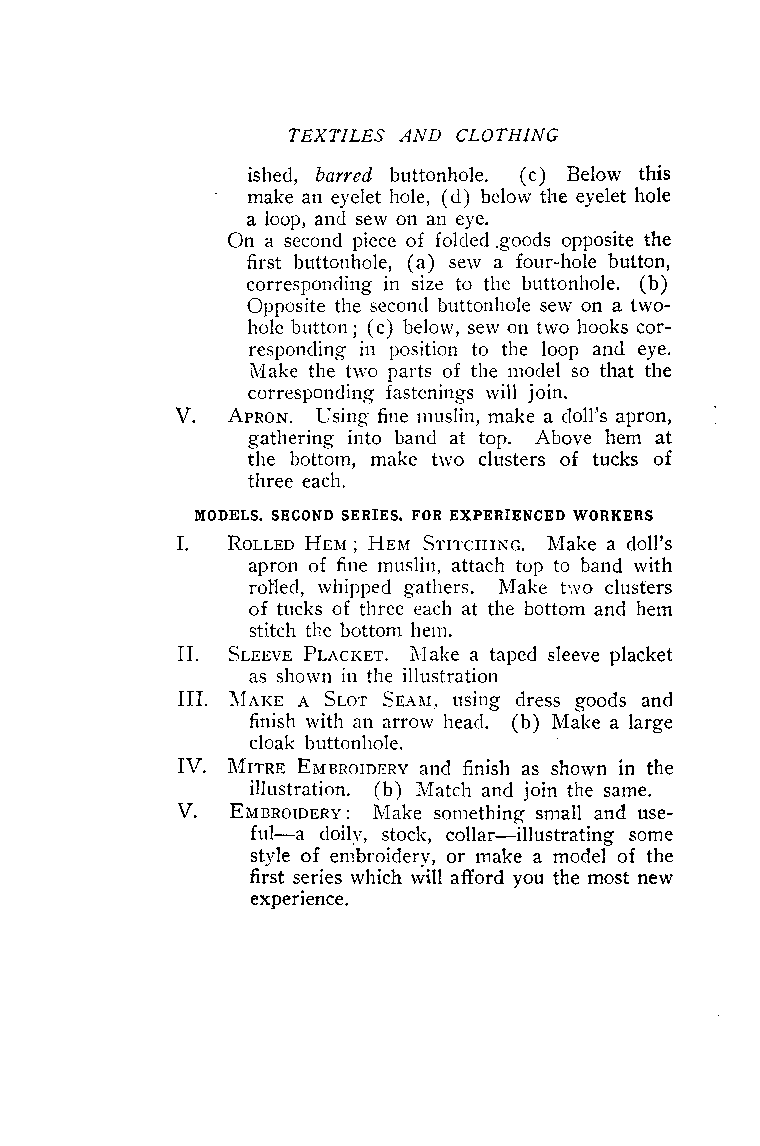 TEXTILES AND CLOTHING
ished, barred buttonhole. (c) Below this
make an eyelet hole, (d) below the eyelet hole
a loop, and sew on an eye.
On a second piece of folded .goods opposite the
first buttonhole, (a) sew a four-hole button,
corresponding in size to the buttonhole. (b)
Opposite the second buttonhole sew on a two-
hole button; (c) below, sew on two hooks cor-
responding in position to the loop and eye.
Make the two parts of the model so that the
corresponding fastenings will join.
V. APRON. Using fine muslin, make a doll's apron,
gathering into band at top. Above hem at
the bottom, make two clusters of tucks of
three each.
MODELS. SECOND SERIES. FOR EXPERIENCED WORKERS
I. ROLLED HEM; HEM STITCHING. Make a doll's
apron of fine muslin, attach top to band with
rolled, whipped gathers. Make two clusters
of tucks of three each at the bottom and hem
stitch the bottom hem.
II. SLEEVE PLACKET. Make a taped sleeve placket
as shown in the illustration
III. MAKE A SLOT SEAM, using dress goods and
finish with an arrow head. (b) Make a large
cloak buttonhole.
IV. MITRE EMBROIDERY and finish as shown in the
illustration. (b) Match and join the same.
V. EMBROIDERY: Make something small and use-
ful—a doily, stock, collar—illustrating some
style of embroidery, or make a model of the
first series which will afford you the most new
experience.